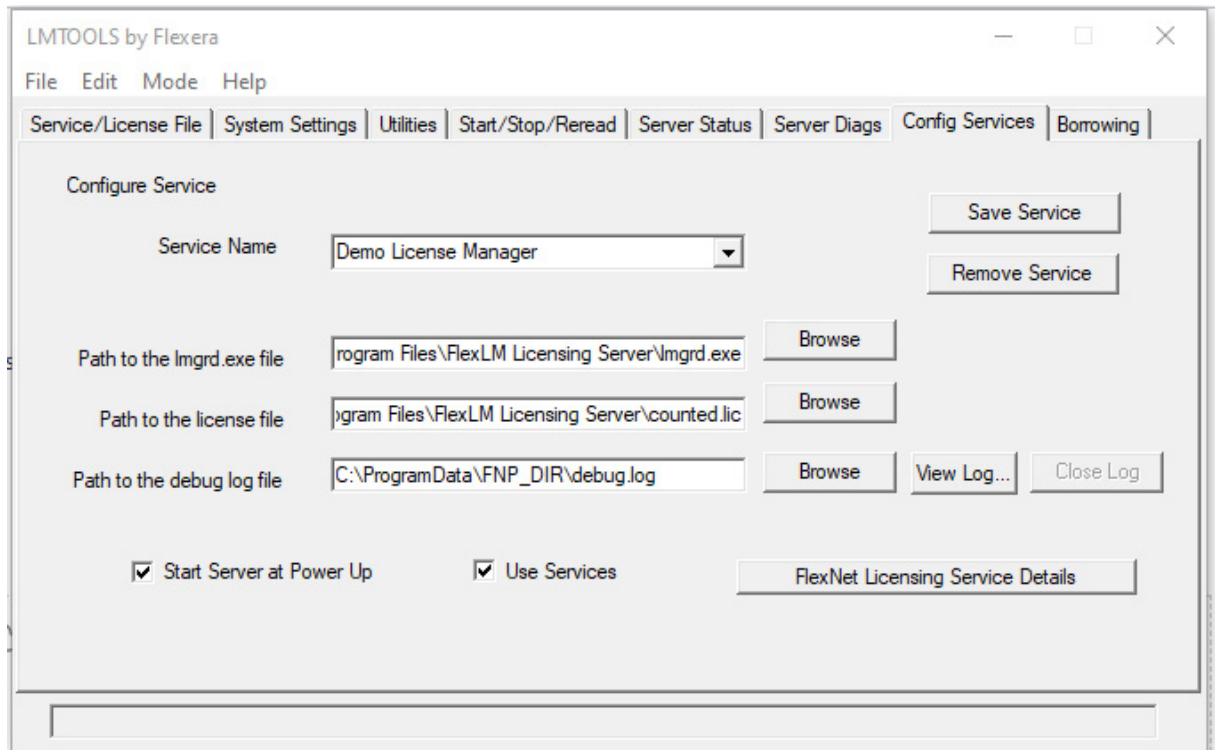 LMTOOLS by Flexera
File Edit Mode Help
Service/License File System Settings Utilities Start/Stop/Reread Server Status Server Diags Config Services Borrowing
Configure Service
Save Service
Service Name Demo License Manager
Remove Service
Path to the lmgrd.exe file rogram Files\FlexLM Licensing Server\lmgrd.exe Browse
Path to the license file ogram Files\FlexLM Licensing Server\counted.lic Browse
Path to the debug log file C:\ProgramData\FNP_DIR\debug.log Browse View Log... Close Log
Start Server at Power Up Use Services FlexNet Licensing Service Details